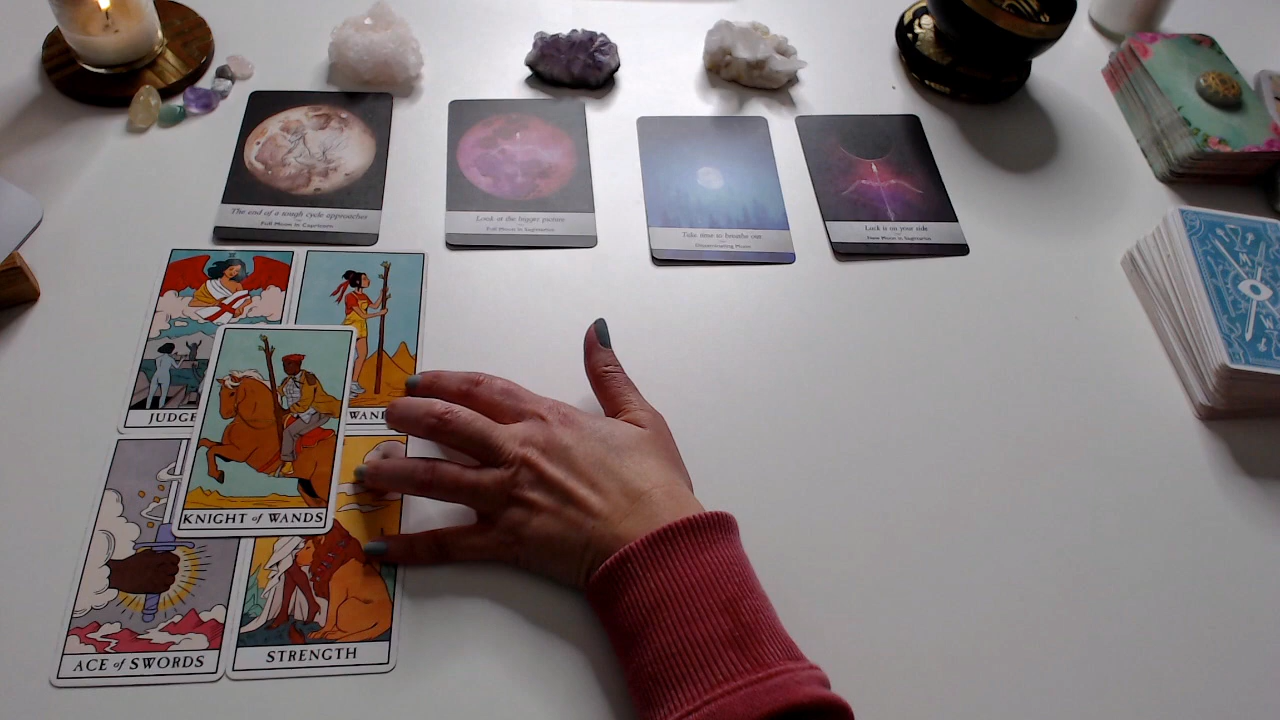 The end of a tough cycle approaches
Full Moon in Capricorn
Look at the bigger picture
Full Moon in Sagittarius
Take time to breathe out
Disseminating Moon
Luck is on your side
New Moon in Sagittarius
JUDGE
WAN
KNIGHT of WANDS
ACE of SWORDS
STRENGTH